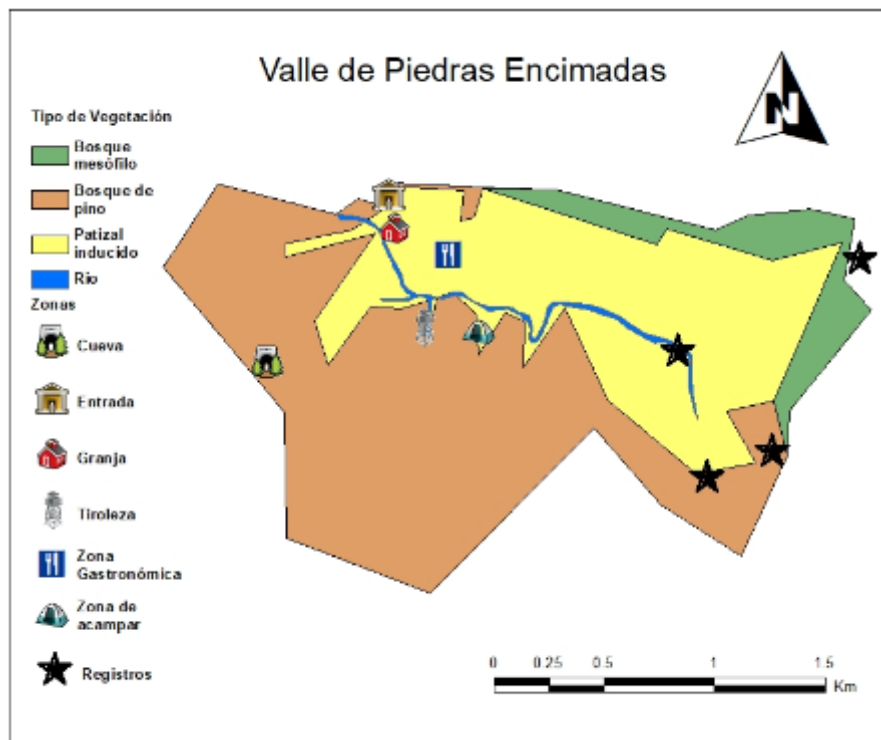 Valle de Piedras Encimadas
N
Tipo de Vegetación
Bosque
mesófilo
Bosque de
pino
Patizal
inducido
Rio
Zonas
Cueva
Entrada
Granja
Tiroleza
Zona
Gastronómica
Zona de
acampar
Registros
0 0.25 0.5 1 1.5
Km